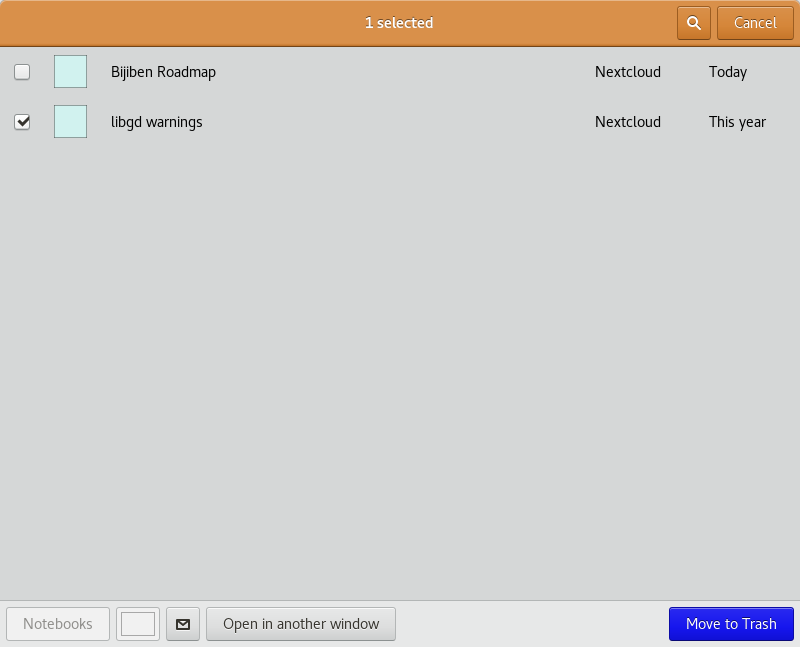 1 selected
Cancel
Bijiben Roadmap Nextcloud Today
libgd warnings Nextcloud This year
Notebooks Open in another window Move to Trash